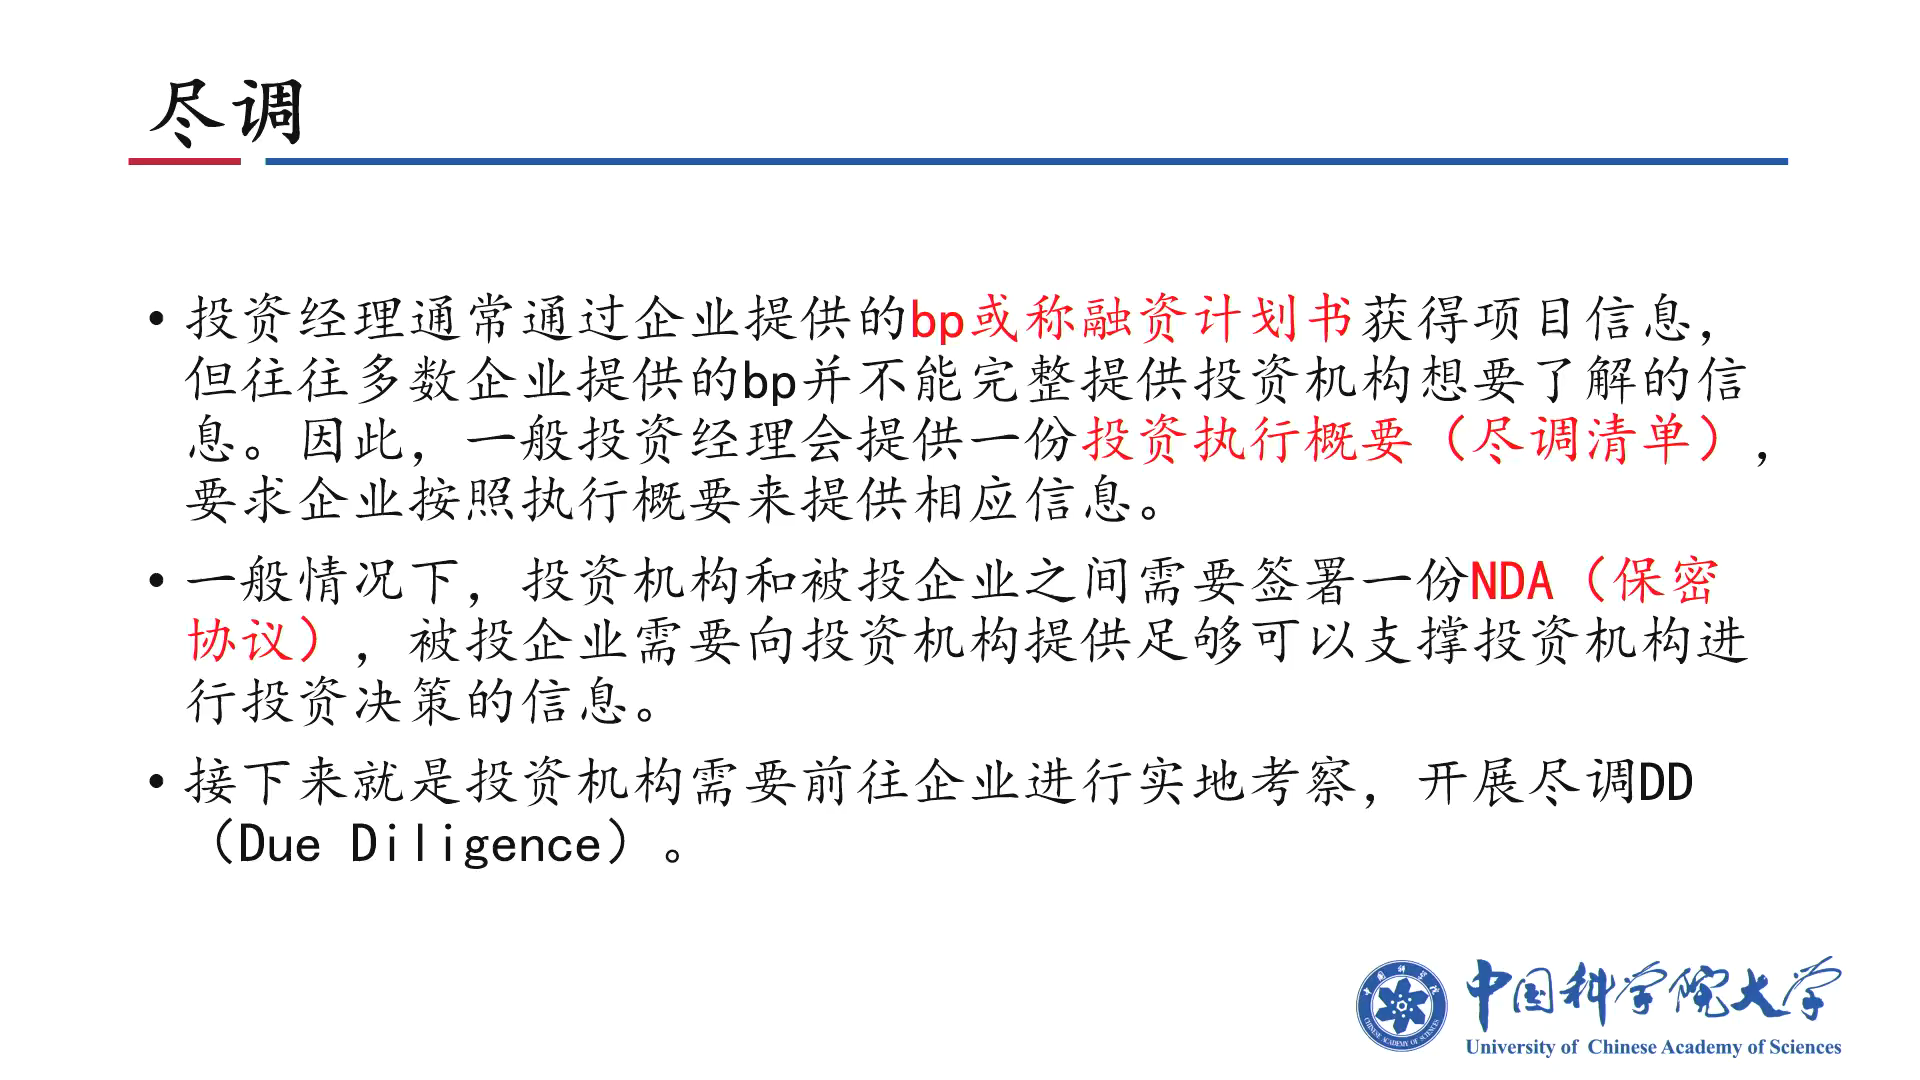 尽调
• 投资经理通常通过企业提供的bp或称融资计划书获得项目信息，
但往往多数企业提供的bp并不能完整提供投资机构想要了解的信
息。因此，一般投资经理会提供一份投资执行概要（尽调清单），
要求企业按照执行概要来提供相应信息。
• 一般情况下，投资机构和被投企业之间需要签署一份NDA（保密
协议），被投企业需要向投资机构提供足够可以支撑投资机构进
行投资决策的信息。
• 接下来就是投资机构需要前往企业进行实地考察，开展尽调DD
（Due Diligence）。
中国科学院
CHINESE ACADEMY OF SCIENCES
中国科学院大学
University of Chinese Academy of Sciences